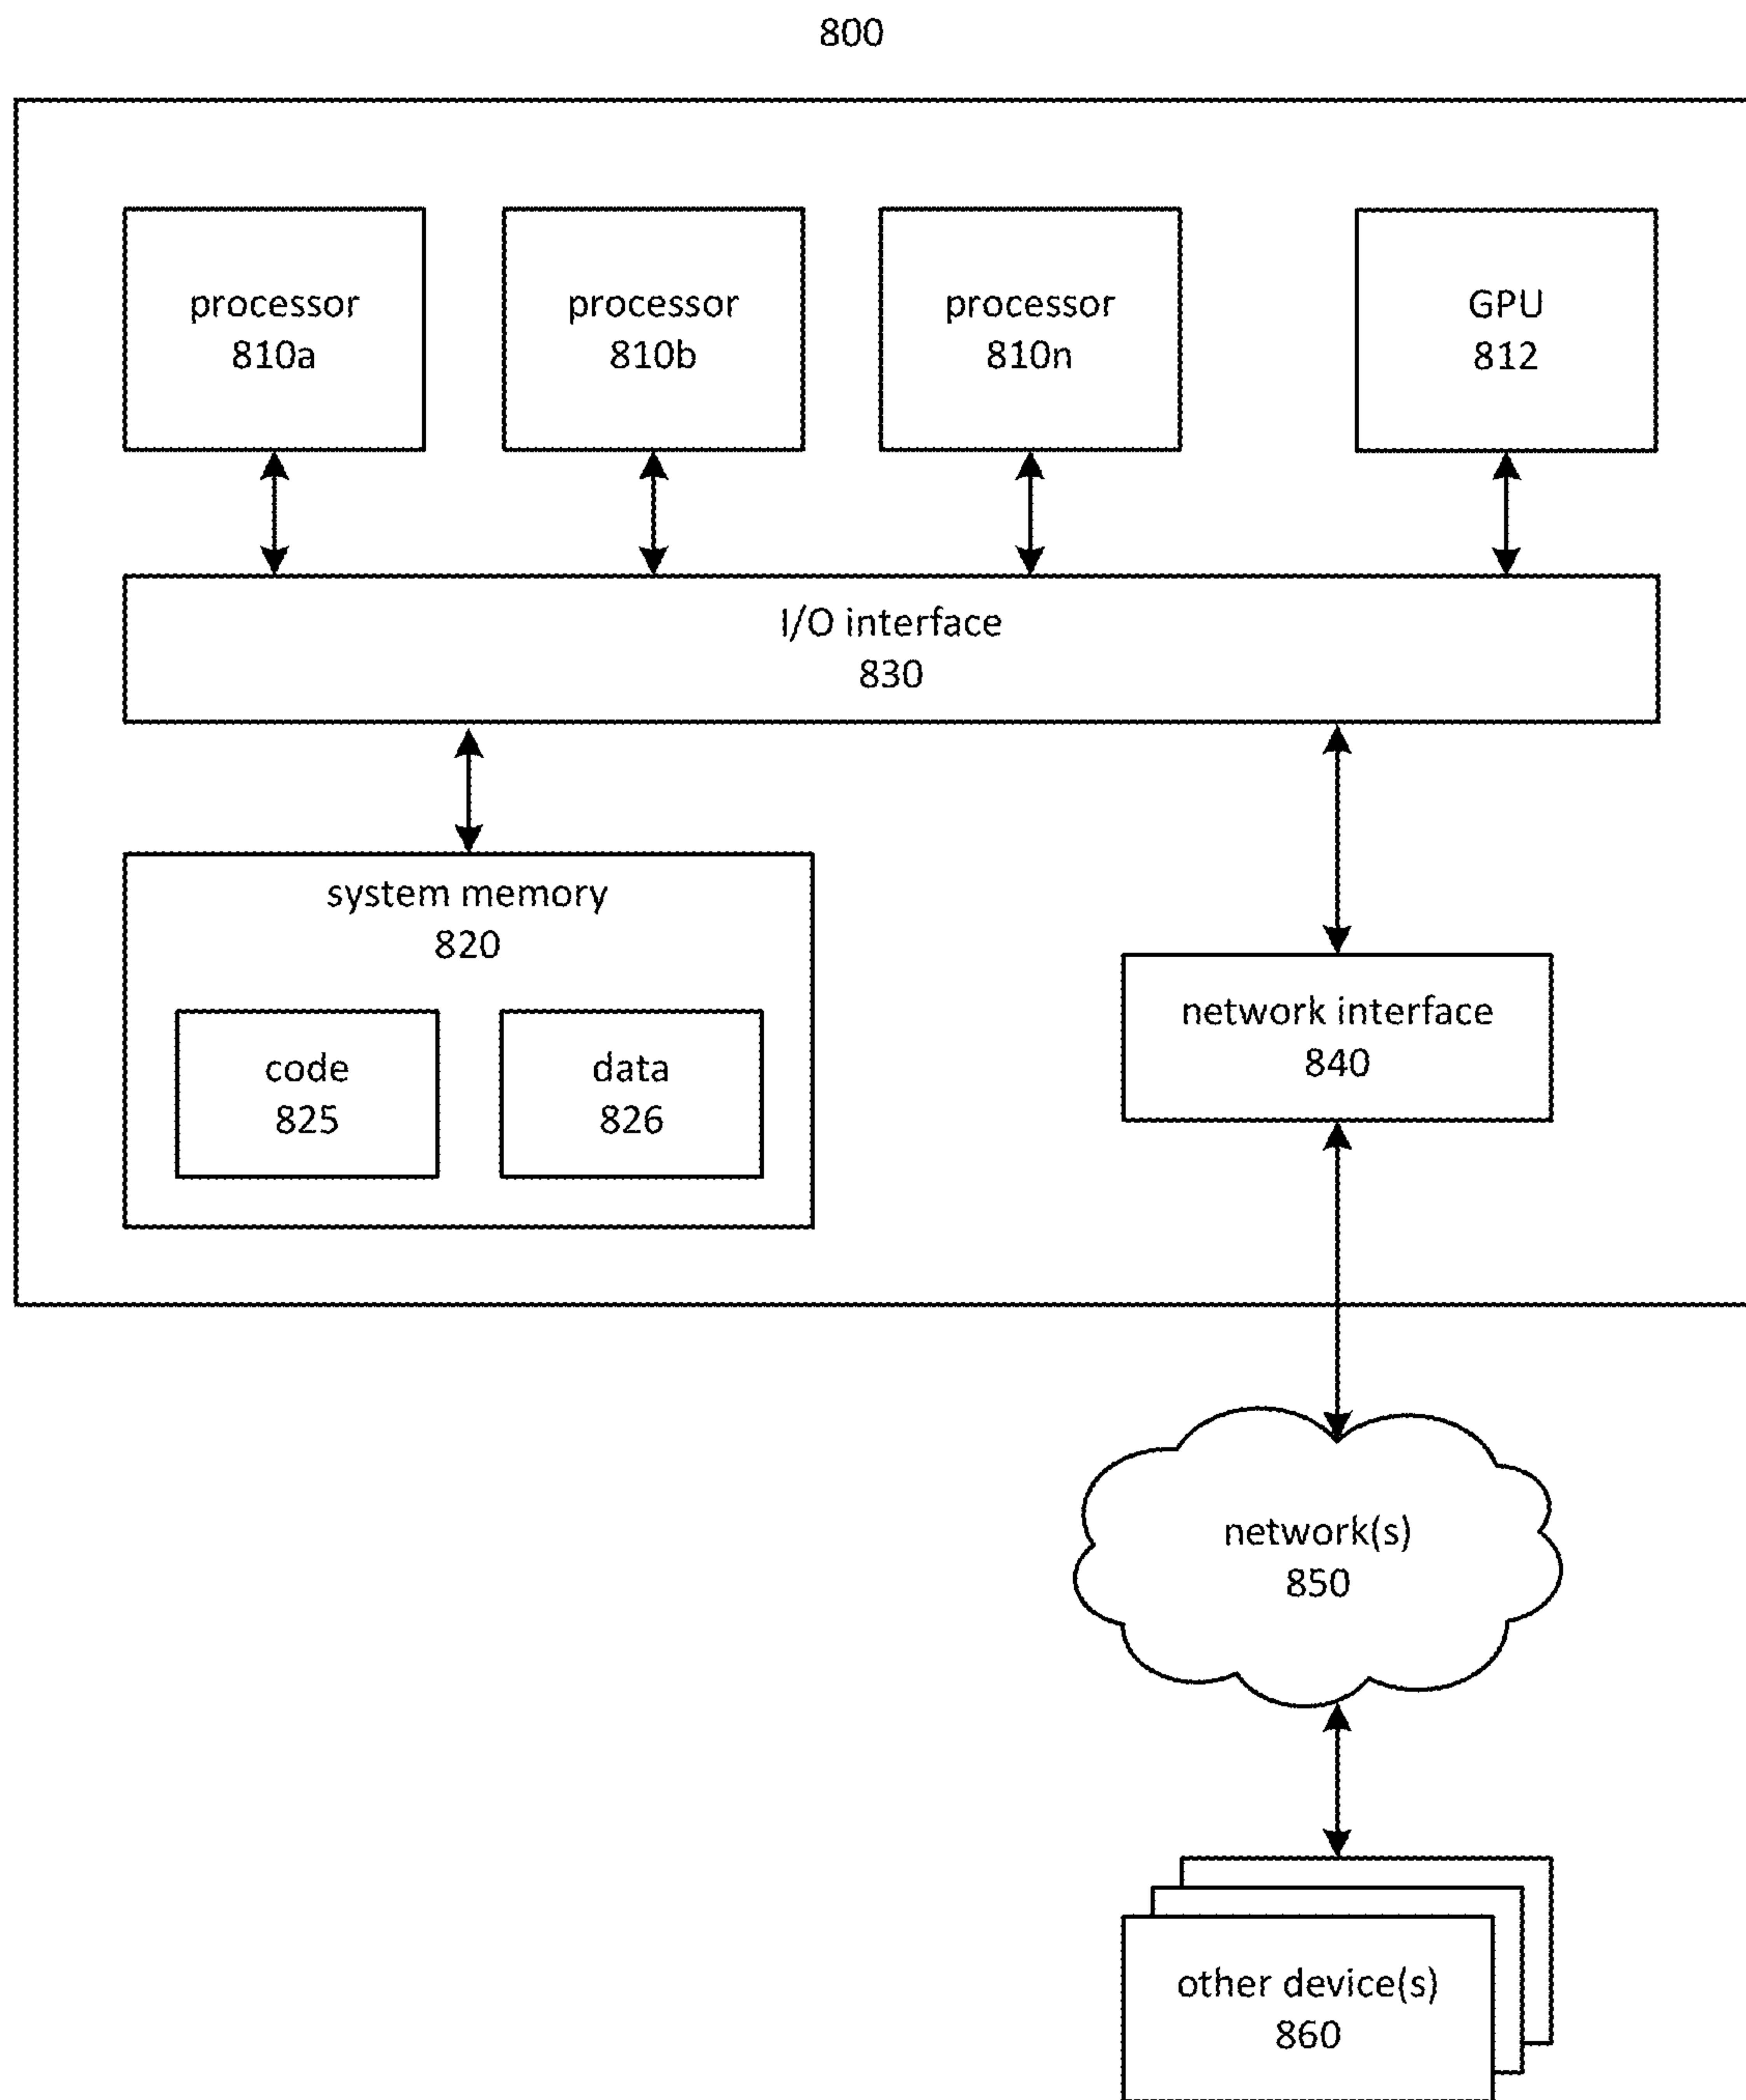 800
processor
810a
processor
810b
processor
810n
GPU
812
I/O interface
830
system memory
820
code
825
data
826
network interface
840
network(s)
850
other device(s)
860